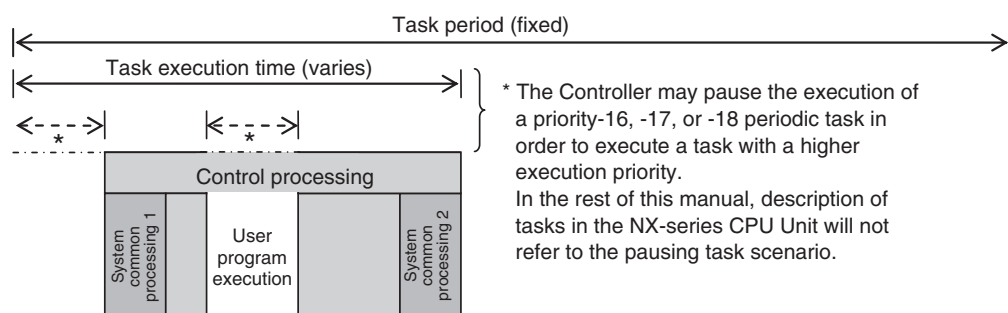 Task period (fixed)
Task execution time (varies)
*
*
* The Controller may pause the execution of
a priority-16, -17, or -18 periodic task in
order to execute a task with a higher
execution priority.
In the rest of this manual, description of
tasks in the NX-series CPU Unit will not
refer to the pausing task scenario.
Control processing
System
common
processing 1
User
program
execution
System
common
processing 2